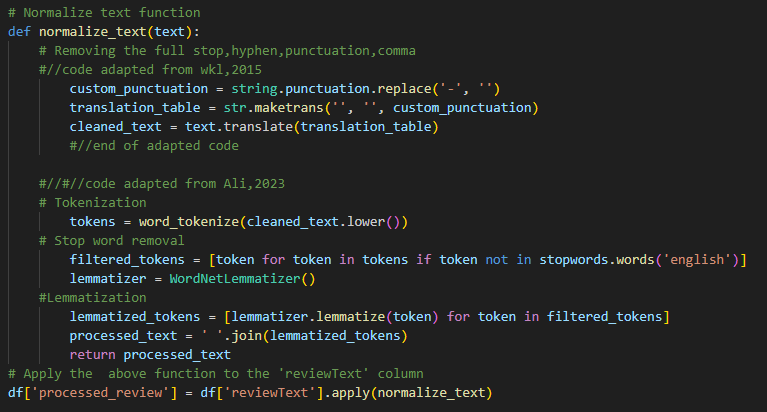 # Normalize text function
def normalize_text(text):
    # Removing the full stop,hyphen,punctuation,comma
    #//code adapted from wkl,2015
        custom_punctuation = string.punctuation.replace('-', '')
        translation_table = str.maketrans('', '', custom_punctuation)
        cleaned_text = text.translate(translation_table)
        #//end of adapted code

    #//#//code adapted from Ali,2023
    # Tokenization
        tokens = word_tokenize(cleaned_text.lower())
    # Stop word removal
        filtered_tokens = [token for token in tokens if token not in stopwords.words('english')]
        lemmatizer = WordNetLemmatizer()
    #Lemmatization
        lemmatized_tokens = [lemmatizer.lemmatize(token) for token in filtered_tokens]
        processed_text = ' '.join(lemmatized_tokens)
        return processed_text
# Apply the  above function to the 'reviewText' column
df['processed_review'] = df['reviewText'].apply(normalize_text)